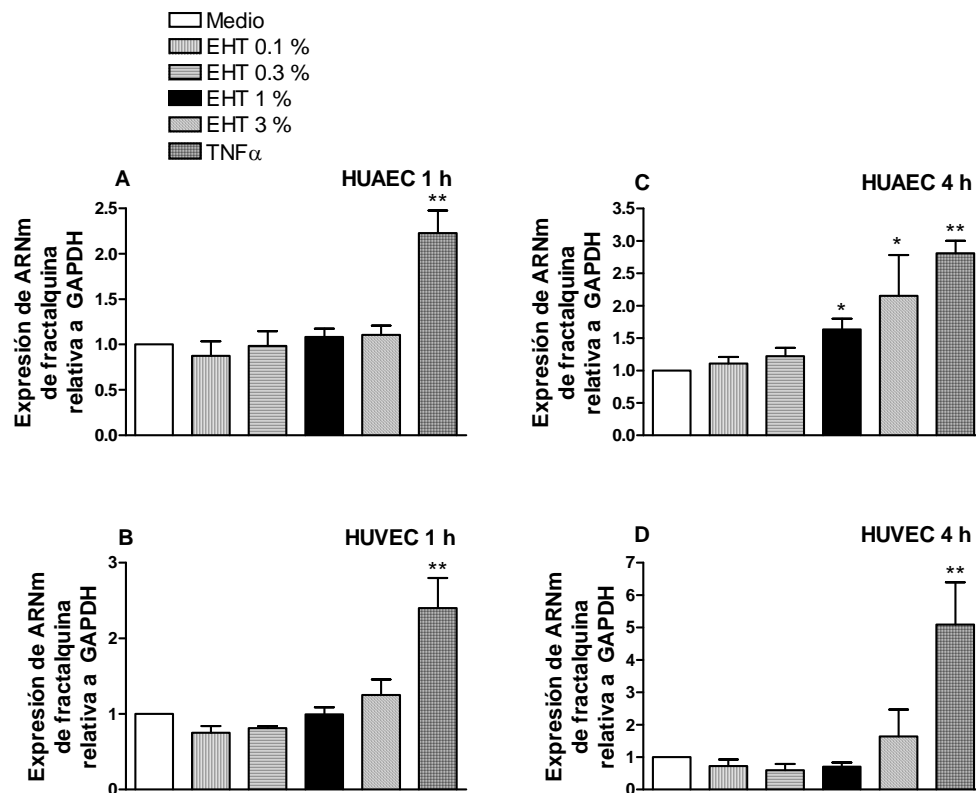 Medio
EHT 0.1 %
EHT 0.3 %
EHT 1 %
EHT 3 %
TNFα
A
HUAEC 1 h
Expresión de ARNm
de fractalquina
relativa a GAPDH
2.5
2.0
1.5
1.0
0.5
0.0
**
C
HUAEC 4 h
Expresión de ARNm
de fractalquina
relativa a GAPDH
3.5
3.0
2.5
2.0
1.5
1.0
0.5
0.0
*
*
**
B
HUVEC 1 h
Expresión de ARNm
de fractalquina
relativa a GAPDH
3
2
1
0
**
D
HUVEC 4 h
Expresión de ARNm
de fractalquina
relativa a GAPDH
7
6
5
4
3
2
1
0
**